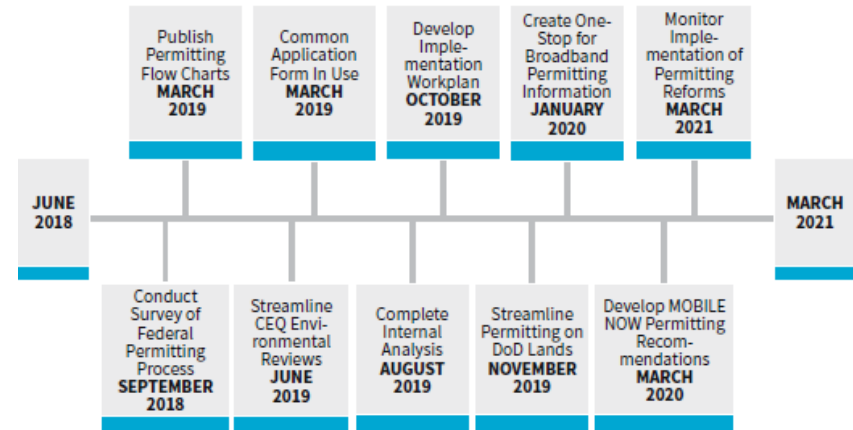 Publish
Permitting
Flow Charts
MARCH
2019
Common
Application
Form In Use
MARCH
2019
Develop
Imple-
mentation
Workplan
OCTOBER
2019
Create One-
Stop for
Broadband
Permitting
Information
JANUARY
2020
Monitor
Imple-
mentation of
Permitting
Reforms
MARCH
2021
JUNE
2018
MARCH
2021
Conduct
Survey of
Federal
Permitting
Process
SEPTEMBER
2018
Streamline
CEQ Envi-
ronmental
Reviews
JUNE
2019
Complete
Internal
Analysis
AUGUST
2019
Streamline
Permitting on
DoD Lands
NOVEMBER
2019
Develop MOBILE
NOW Permitting
Recom-
mendations
MARCH
2020